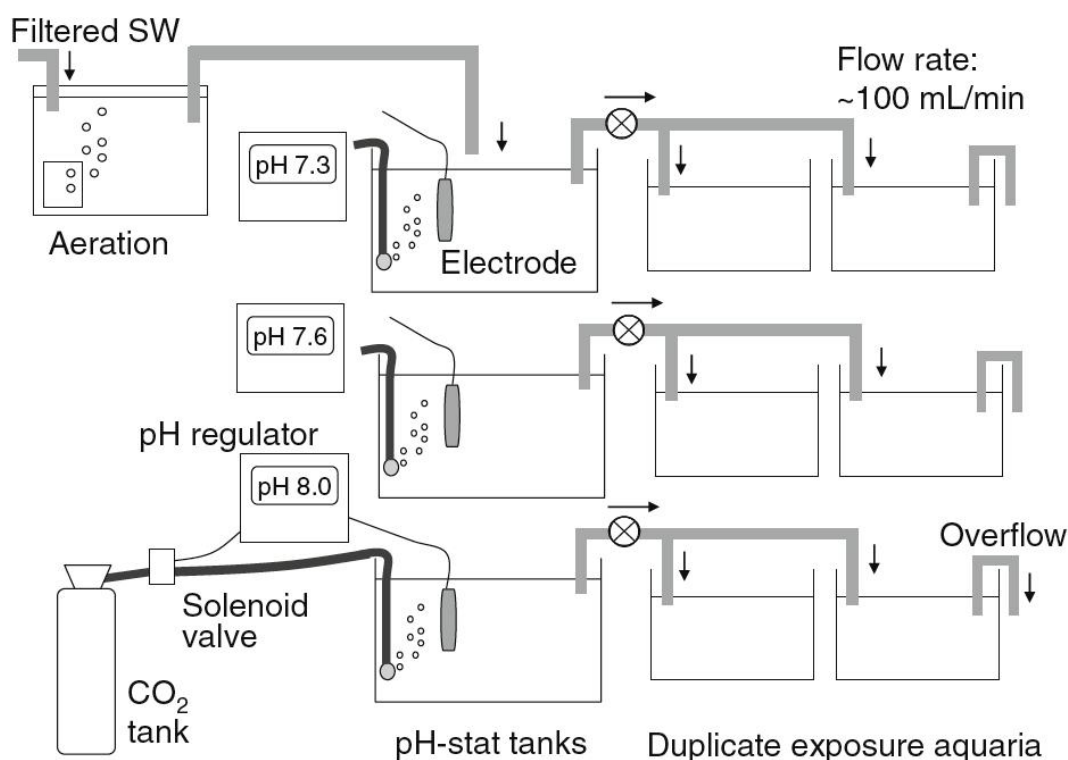 Filtered SW
Flow rate:
~100 mL/min
pH 7.3
Aeration
Electrode
pH 7.6
pH regulator
pH 8.0
Overflow
Solenoid
valve
CO₂
tank
pH-stat tanks
Duplicate exposure aquaria